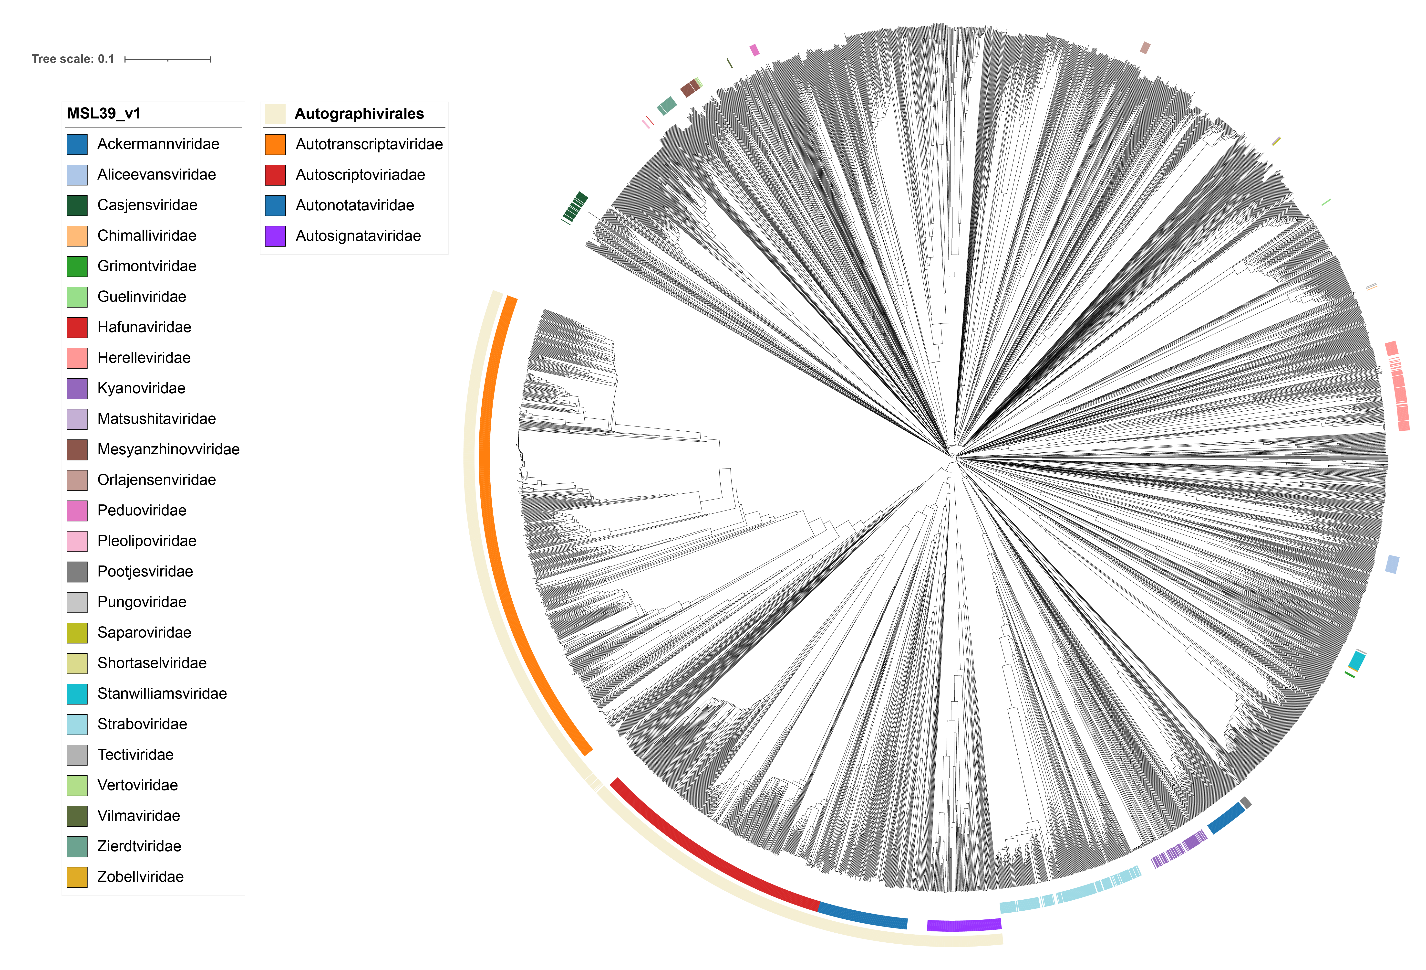 Tree scale: 0.1
MSL39_v1
Ackermannviridae
Aliceevansviridae
Casjensviridae
Chimalliviridae
Grimontviridae
Guelinviridae
Hafunaviridae
Herelleviridae
Kyanoviridae
Matsushitaviridae
Mesyanzhinovviridae
Orlajensenviridae
Peduoviridae
Pleolipoviridae
Pootjesviridae
Pungoviridae
Saparoviridae
Shortaselviridae
Stanwilliamsviridae
Straboviridae
Tectiviridae
Vertoviridae
Vilmaviridae
Zierdtviridae
Zobellviridae
Autographivirales
Autotranscriptaviridae
Autoscriptoviriadae
Autonotataviridae
Autosignataviridae